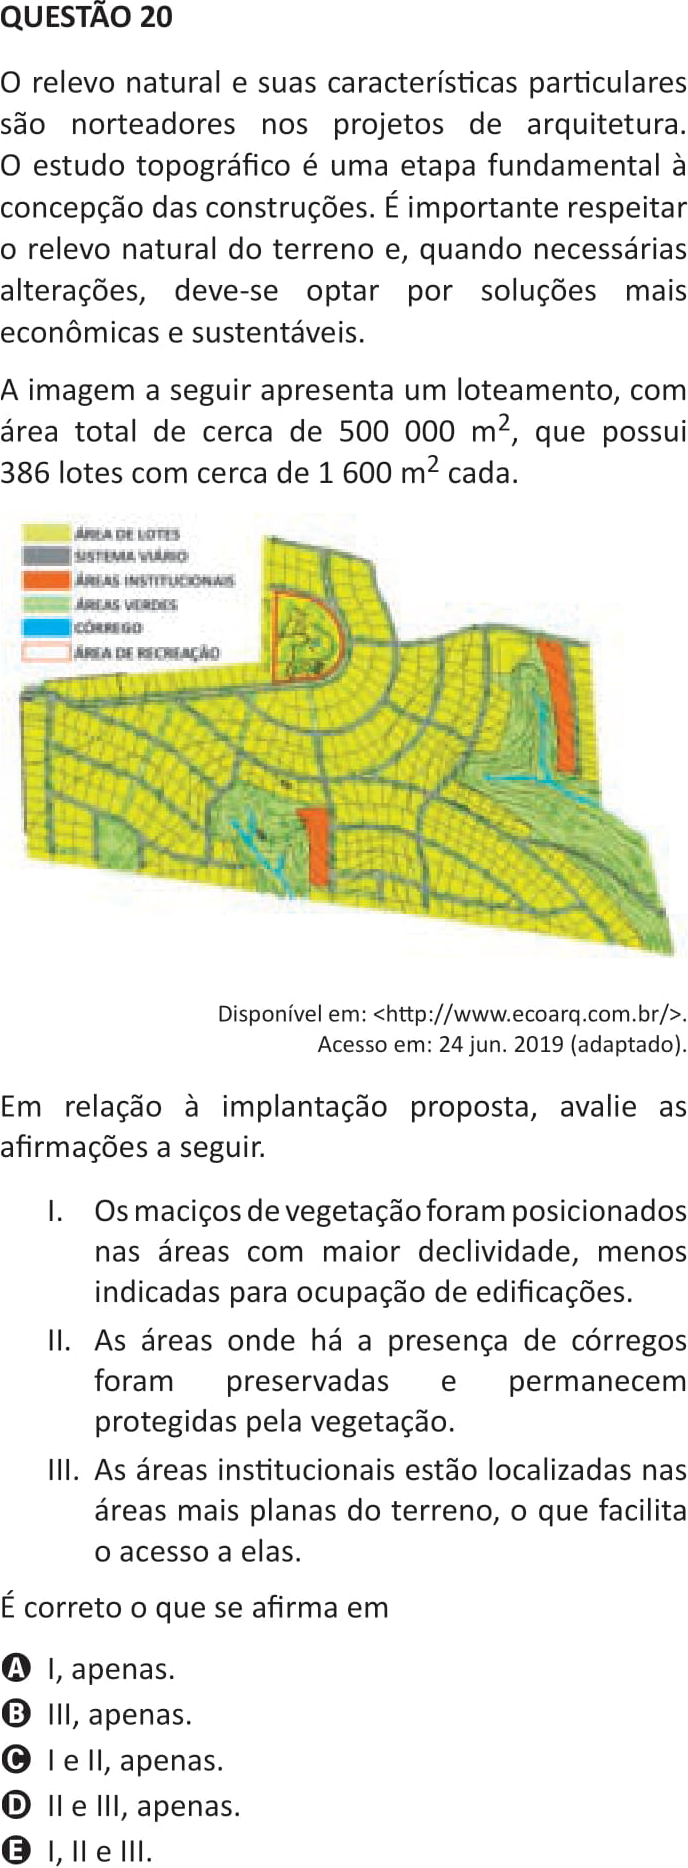 QUESTÃO 20
O relevo natural e suas características particulares
são norteadores nos projetos de arquitetura.
O estudo topográfico é uma etapa fundamental à
concepção das construções. É importante respeitar
o relevo natural do terreno e, quando necessárias
alterações, deve-se optar por soluções mais
econômicas e sustentáveis.
A imagem a seguir apresenta um loteamento, com
área total de cerca de 500 000 m², que possui
386 lotes com cerca de 1 600 m² cada.
ÁREA DE LOTES
SISTEMA VIÁRIO
ÁREAS INSTITUCIONAIS
ÁREAS VERDES
CÓRREGO
ÁREA DE RECREAÇÃO
Disponível em: <http://www.ecoarq.com.br/>.
Acesso em: 24 jun. 2019 (adaptado).
Em relação à implantação proposta, avalie as
afirmações a seguir.
I. Os maciços de vegetação foram posicionados
nas áreas com maior declividade, menos
indicadas para ocupação de edificações.
II. As áreas onde há a presença de córregos
foram preservadas e permanecem
protegidas pela vegetação.
III. As áreas institucionais estão localizadas nas
áreas mais planas do terreno, o que facilita
o acesso a elas.
É correto o que se afirma em
A I, apenas.
B III, apenas.
C I e II, apenas.
D II e III, apenas.
E I, II e III.